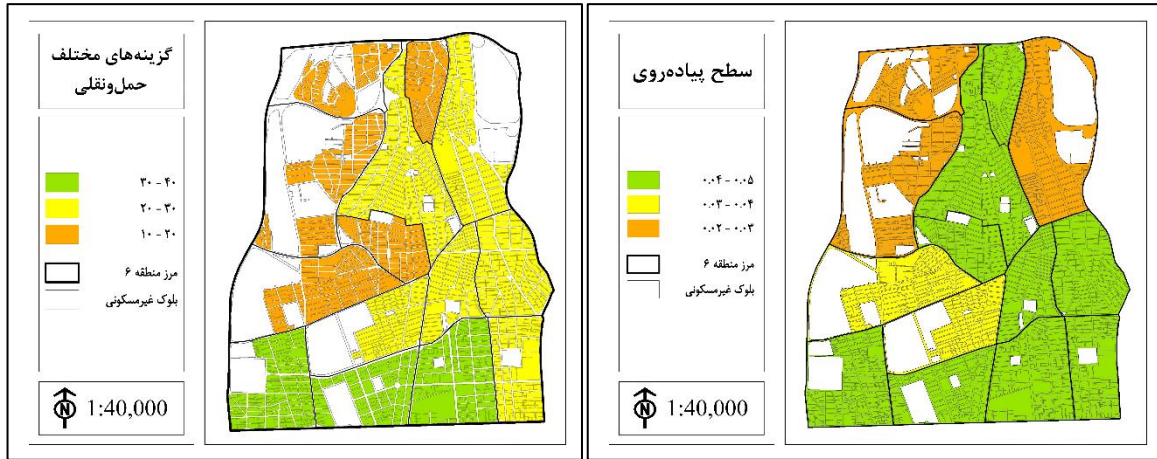 گزینه‌های مختلف
حمل‌ونقلی
۳۰ - ۴۰
۲۰ - ۳۰
۱۰ - ۲۰
مرز منطقه ۶
بلوک غیرمسکونی
N
1:40,000
سطح پیاده‌روی
۰.۰۴ - ۰.۰۵
۰.۰۳ - ۰.۰۴
۰.۰۲ - ۰.۰۳
مرز منطقه ۶
بلوک غیرمسکونی
N
1:40,000